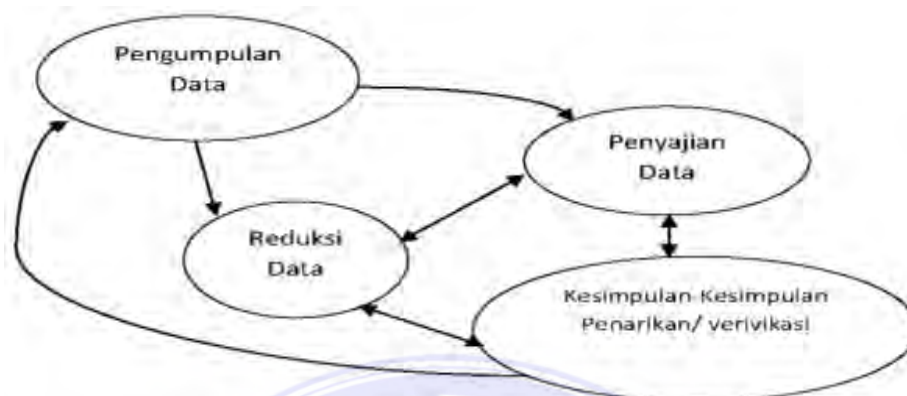 Pengumpulan
Data
Penyajian
Data
Reduksi
Data
Kesimpulan-Kesimpulan
Penarikan/ verivikasi